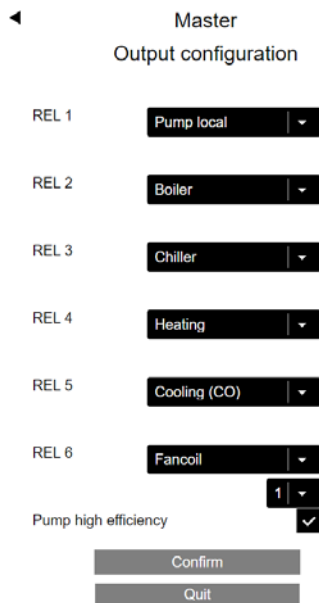 Master
Output configuration
REL 1 Pump local
REL 2 Boiler
REL 3 Chiller
REL 4 Heating
REL 5 Cooling (CO)
REL 6 Fancoil
1
Pump high efficiency
Confirm
Quit